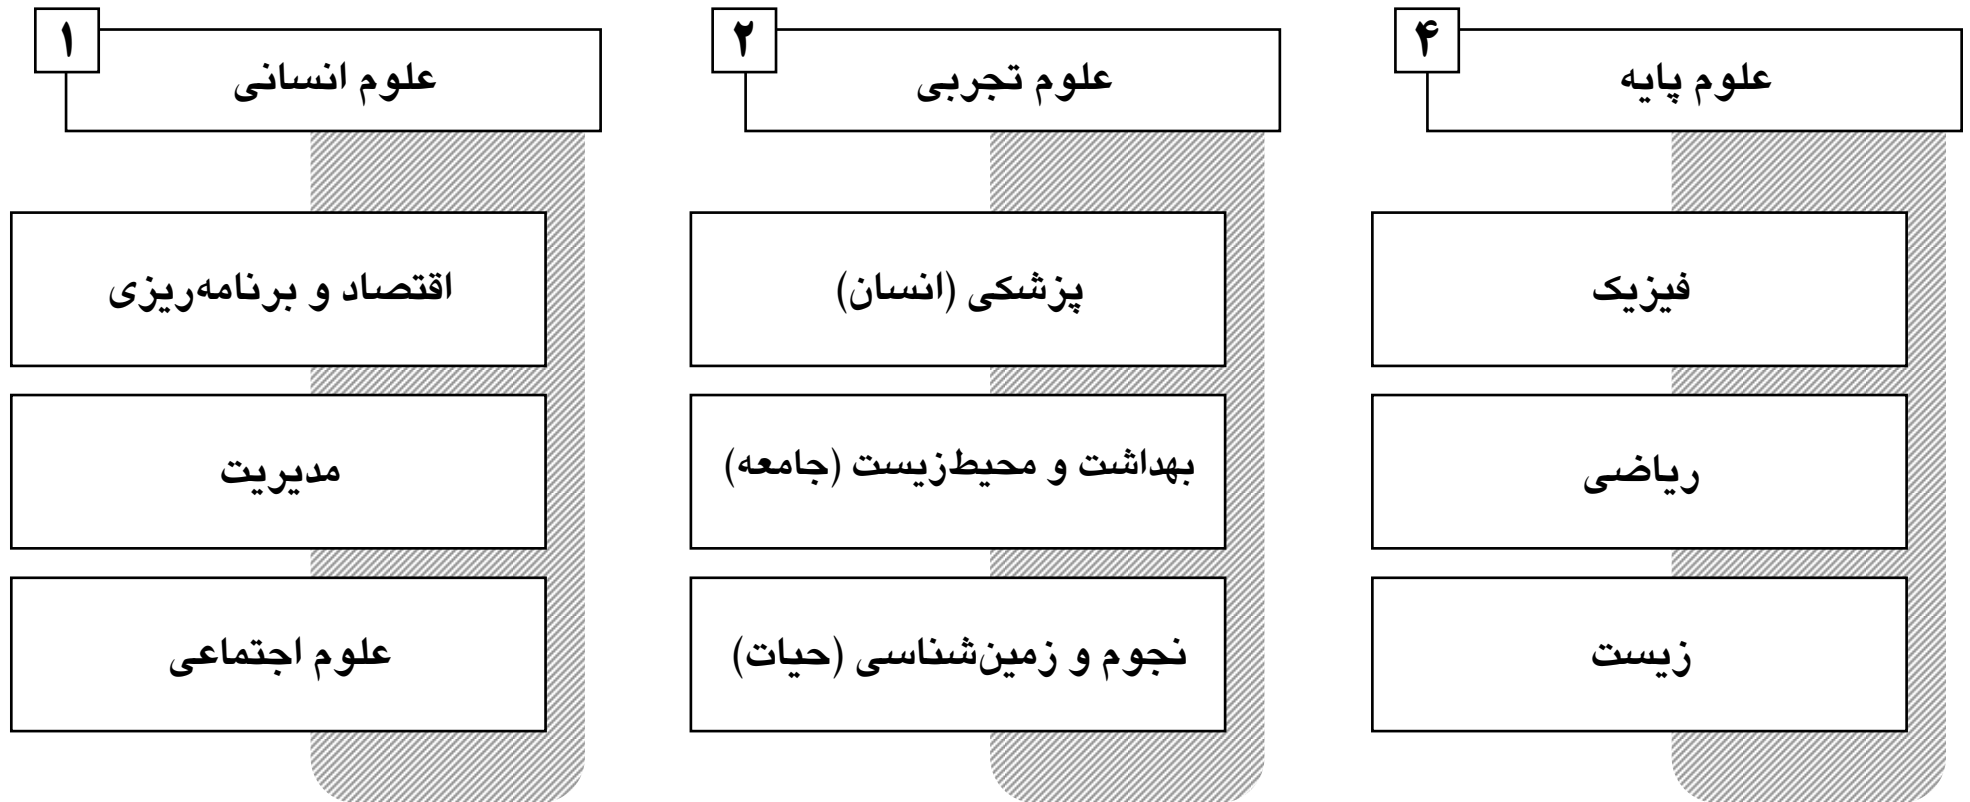 ۱
علوم انسانی
اقتصاد و برنامه‌ریزی
مدیریت
علوم اجتماعی
۲
علوم تجربی
پزشکی (انسان)
بهداشت و محیط‌زیست (جامعه)
نجوم و زمین‌شناسی (حیات)
۴
علوم پایه
فیزیک
ریاضی
زیست